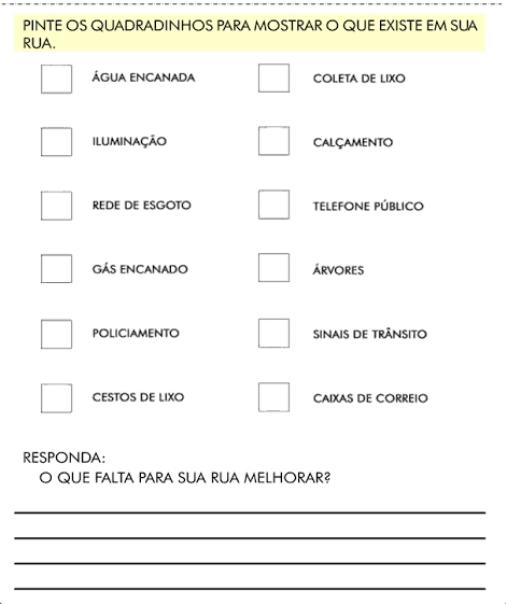 PINTE OS QUADRADINHOS PARA MOSTRAR O QUE EXISTE EM SUA
RUA.
ÁGUA ENCANADA
COLETA DE LIXO
ILUMINAÇÃO
CALÇAMENTO
REDE DE ESGOTO
TELEFONE PÚBLICO
GÁS ENCANADO
ÁRVORES
POLICIAMENTO
SINAIS DE TRÂNSITO
CESTOS DE LIXO
CAIXAS DE CORREIO
RESPONDA:
O QUE FALTA PARA SUA RUA MELHORAR?